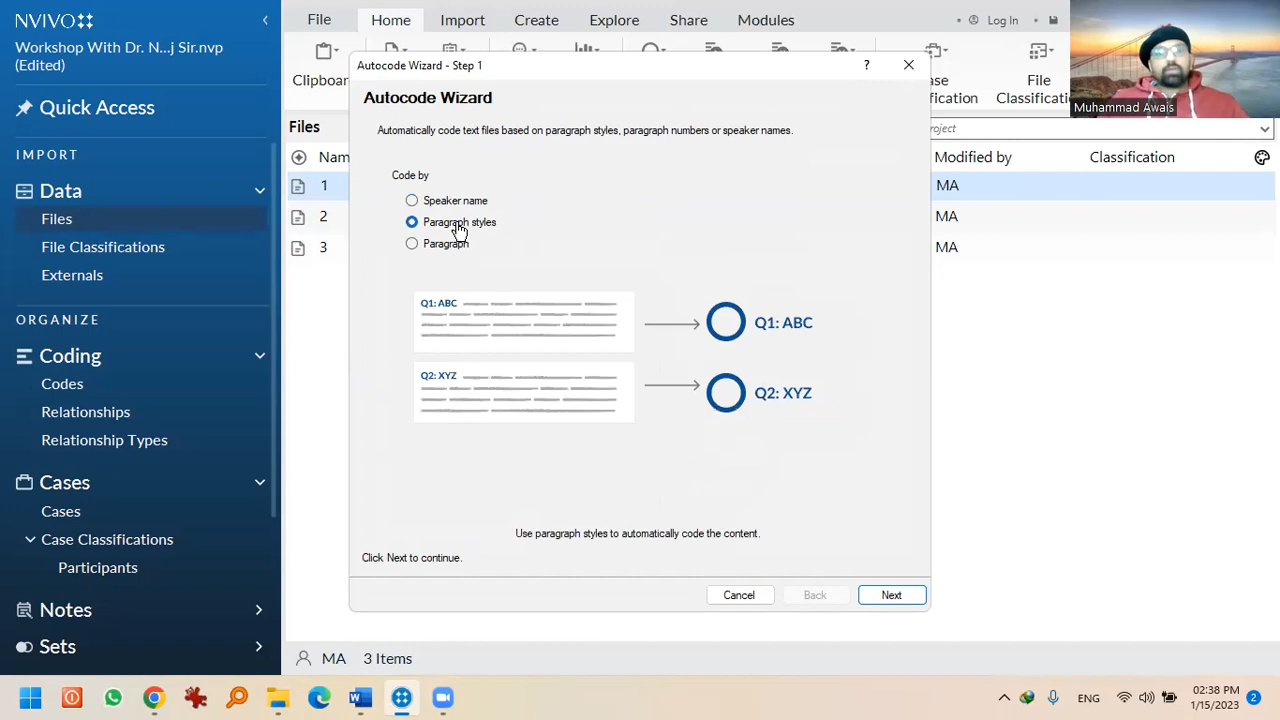 NVIVO
Workshop With Dr. N...j Sir.nvp
(Edited)
Quick Access
IMPORT
Data
Files
File Classifications
Externals
ORGANIZE
Coding
Codes
Relationships
Relationship Types
Cases
Cases
Case Classifications
Participants
Notes
Sets
File Home Import Create Explore Share Modules
Log In
Clipboard
File
Muhammad Awais
Files
Name
Modified by Classification
1 MA
2 MA
3 MA
Autocode Wizard - Step 1
?
Autocode Wizard
Automatically code text files based on paragraph styles, paragraph numbers or speaker names.
Code by
Speaker name
Paragraph styles
Paragraph
Q1: ABC
Q1: ABC
Q2: XYZ
Q2: XYZ
Use paragraph styles to automatically code the content.
Click Next to continue.
Cancel Back Next
MA 3 Items
ENG
02:38 PM
1/15/2023
2